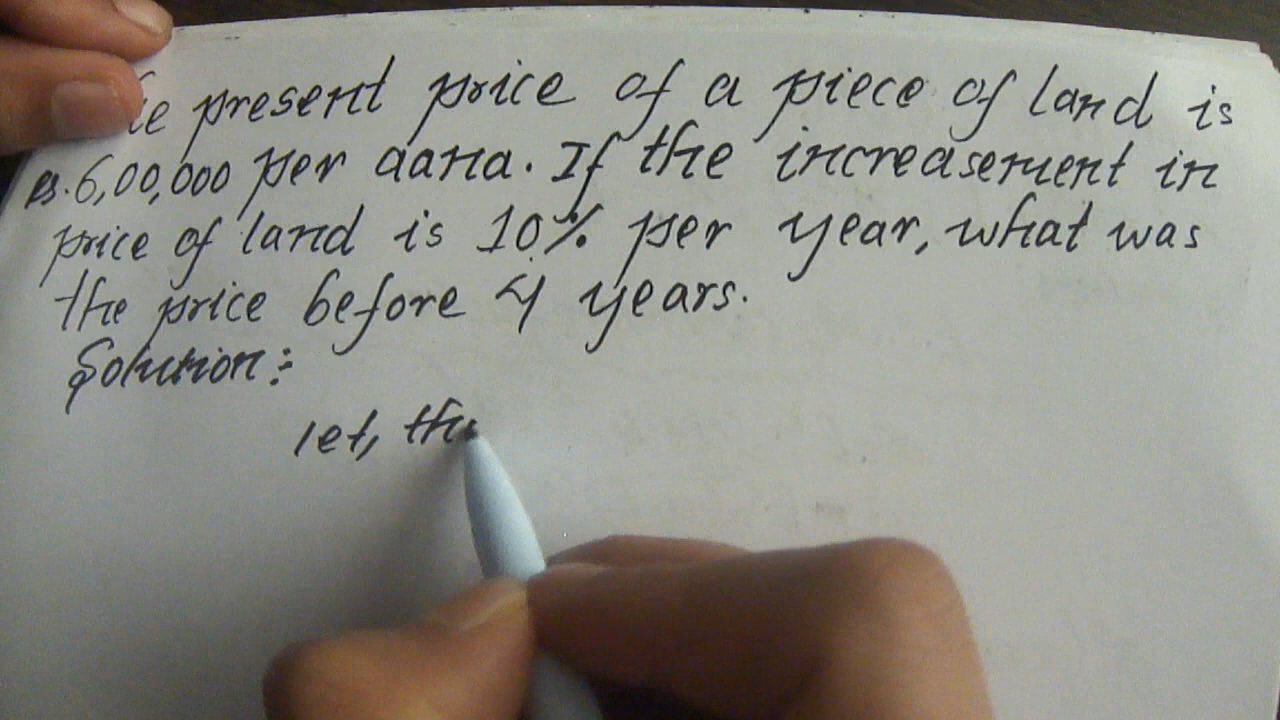 present price of a piece of land is
Rs. 6,00,000 per aana. If the increasement in
price of land is 10% per year, what was
the price before 4 years.
Solution:-
let, the